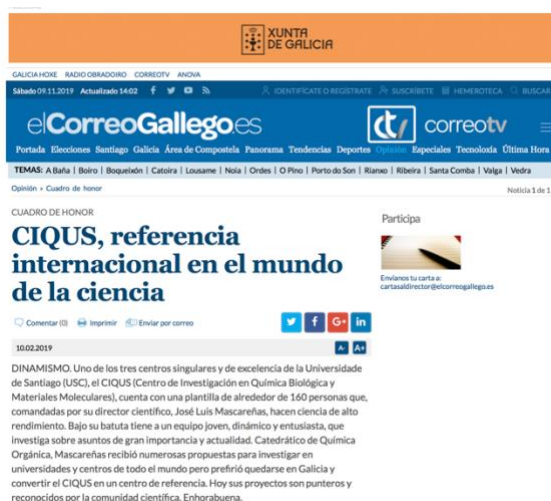 XUNTA
DE GALICIA
GALICIA HOXE RADIO OBRADOIRO CORREOTV ANOVA
Sábado 09.11.2019 Actualizado 14:02
IDENTIFÍCATE O REGÍSTRATE SUSCRÍBETE HEMEROTECA BUSCAR
elCorreoGallego.es
correotv
Portada Elecciones Santiago Galicia Área de Compostela Panorama Tendencias Deportes Opinión Especiales Tecnoloxía Última Hora
TEMAS: A Baña | Boiro | Boqueixón | Catoira | Lousame | Noia | Ordes | O Pino | Porto do Son | Rianxo | Ribeira | Santa Comba | Valga | Vedra
Opinión » Cuadro de honor
Noticia 1 de 1
CUADRO DE HONOR
CIQUS, referencia
internacional en el mundo
de la ciencia
Comentar (0) Imprimir Enviar por correo
10.02.2019
A- A+
DINAMISMO. Uno de los tres centros singulares y de excelencia de la Universidade
de Santiago (USC), el CIQUS (Centro de Investigación en Química Biológica y
Materiales Moleculares), cuenta con una plantilla de alrededor de 160 personas que,
comandadas por su director científico, José Luis Mascareñas, hacen ciencia de alto
rendimiento. Bajo su batuta tiene a un equipo joven, dinámico y entusiasta, que
investiga sobre asuntos de gran importancia y actualidad. Catedrático de Química
Orgánica, Mascareñas recibió numerosas propuestas para investigar en
universidades y centros de todo el mundo pero prefirió quedarse en Galicia y
convertir el CIQUS en un centro de referencia. Hoy sus proyectos son punteros y
reconocidos por la comunidad científica. Enhorabuena.
Participa
Envíanos tu carta a:
cartasaldirector@elcorreogallego.es